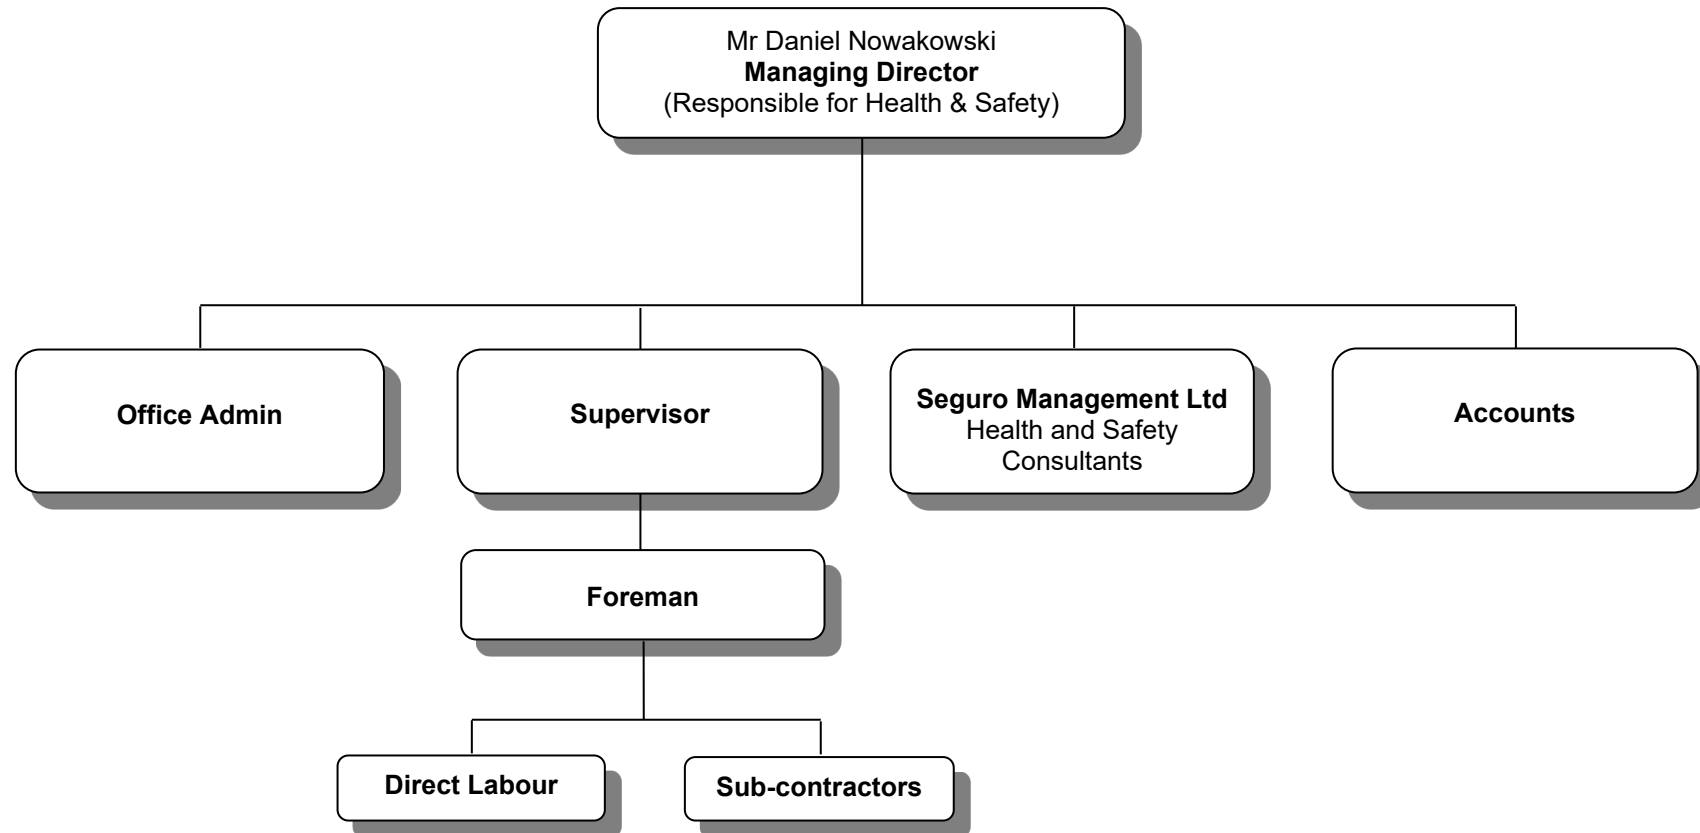 Mr Daniel Nowakowski
Managing Director
(Responsible for Health & Safety)
Office Admin
Supervisor
Seguro Management Ltd
Health and Safety
Consultants
Accounts
Foreman
Direct Labour
Sub-contractors